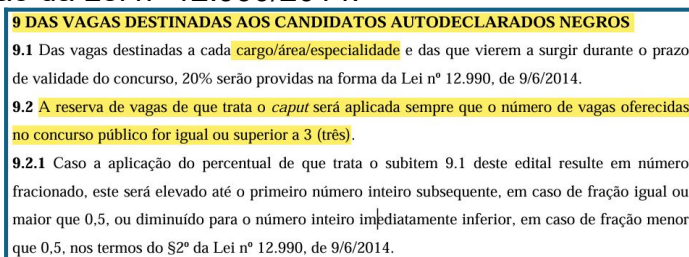 9 DAS VAGAS DESTINADAS AOS CANDIDATOS AUTODECLARADOS NEGROS
9.1 Das vagas destinadas a cada cargo/área/especialidade e das que vierem a surgir durante o prazo
de validade do concurso, 20% serão providas na forma da Lei nº 12.990, de 9/6/2014.
9.2 A reserva de vagas de que trata o caput será aplicada sempre que o número de vagas oferecidas
no concurso público for igual ou superior a 3 (três).
9.2.1 Caso a aplicação do percentual de que trata o subitem 9.1 deste edital resulte em número
fracionado, este será elevado até o primeiro número inteiro subsequente, em caso de fração igual ou
maior que 0,5, ou diminuído para o número inteiro imediatamente inferior, em caso de fração menor
que 0,5, nos termos do §2º da Lei nº 12.990, de 9/6/2014.